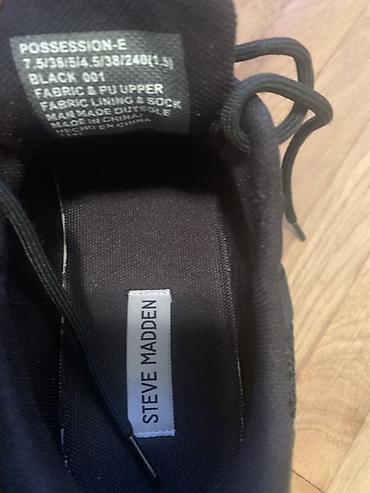 POSSESSION-E
7.5/38/5/4.5/38/240(1.5)
BLACK 001
FABRIC & PU UPPER
FABRIC LINING & SOCK
MAN MADE OUTSOLE
MADE IN CHINA/
HECHO EN CHINA
STEVE MADDEN